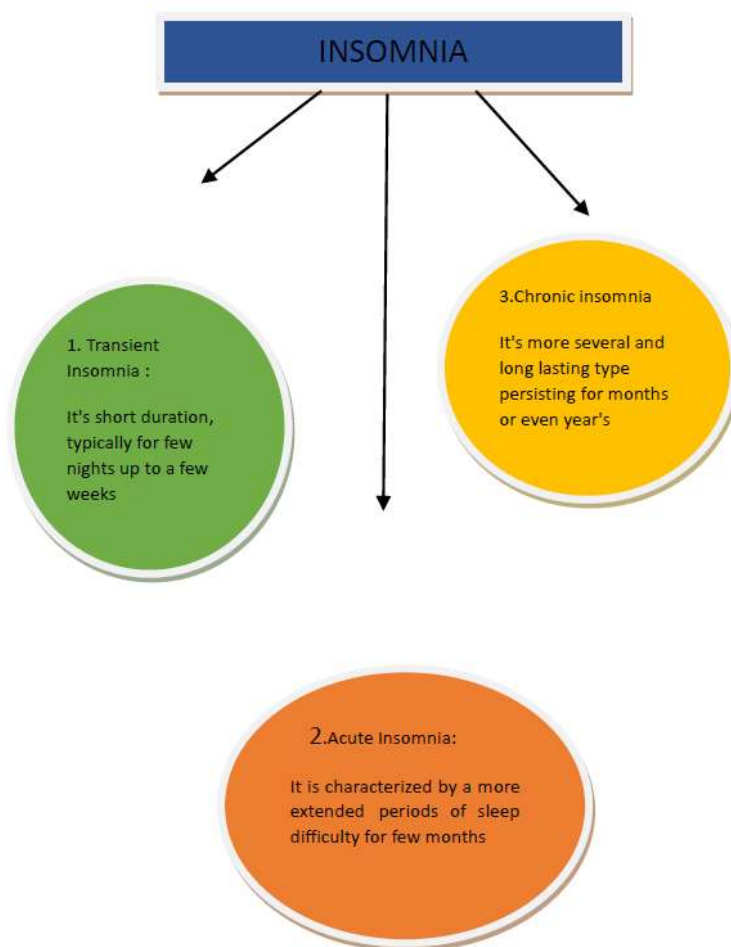 INSOMNIA
1. Transient
Insomnia :
It's short duration,
typically for few
nights up to a few
weeks
3.Chronic insomnia
It's more several and
long lasting type
persisting for months
or even year's
2.Acute Insomnia:
It is characterized by a more
extended periods of sleep
difficulty for few months